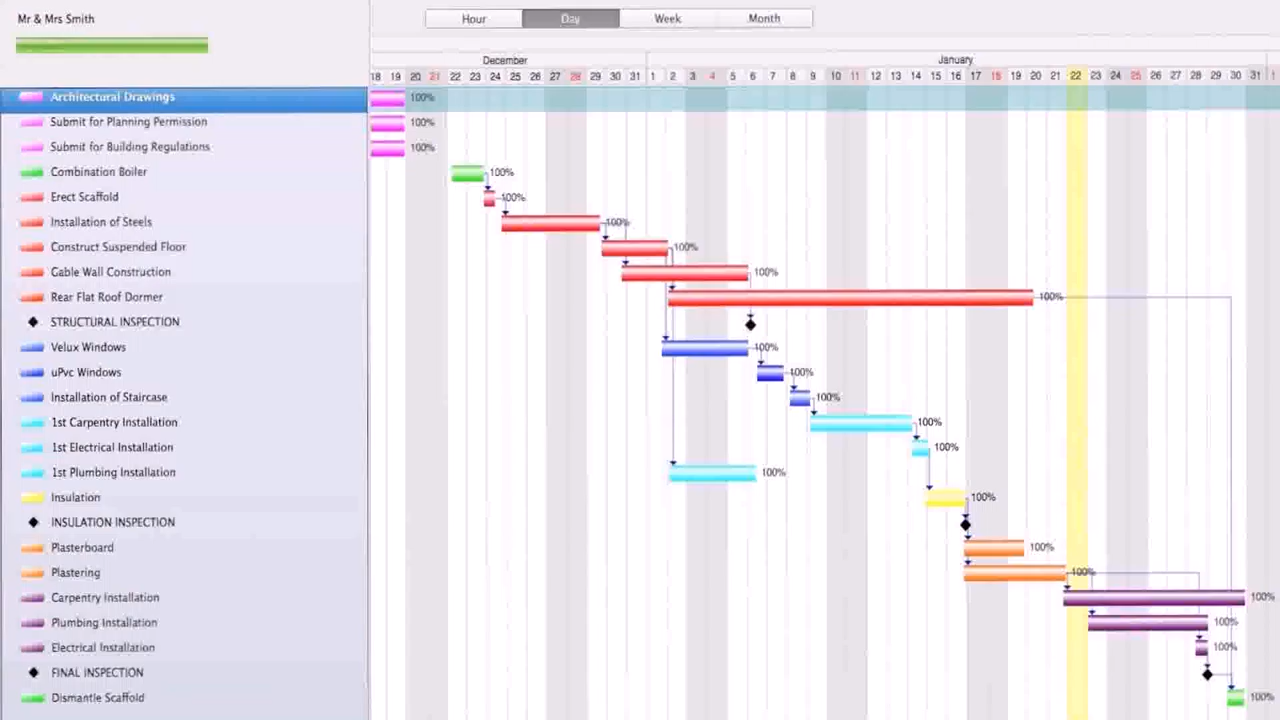 Mr & Mrs Smith
Hour Day Week Month
December January
18 19 20 21 22 23 24 25 26 27 28 29 30 31 1 2 3 4 5 6 7 8 9 10 11 12 13 14 15 16 17 18 19 20 21 22 23 24 25 26 27 28 29 30 31 1
Architectural Drawings 100%
Submit for Planning Permission 100%
Submit for Building Regulations 100%
Combination Boiler 100%
Erect Scaffold 100%
Installation of Steels 100%
Construct Suspended Floor 100%
Gable Wall Construction 100%
Rear Flat Roof Dormer 100%
STRUCTURAL INSPECTION
Velux Windows 100%
uPvc Windows 100%
Installation of Staircase 100%
1st Carpentry Installation 100%
1st Electrical Installation 100%
1st Plumbing Installation 100%
Insulation 100%
INSULATION INSPECTION
Plasterboard 100%
Plastering 100%
Carpentry Installation 100%
Plumbing Installation 100%
Electrical Installation 100%
FINAL INSPECTION
Dismantle Scaffold 100%